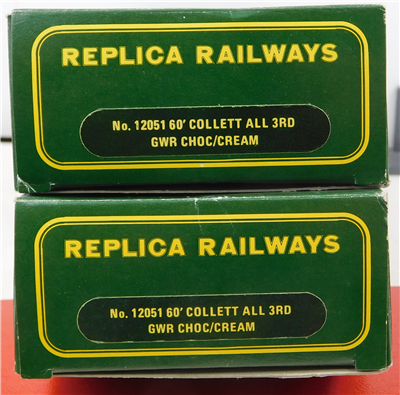 REPLICA RAILWAYS
No. 12051 60' COLLETT ALL 3RD
GWR CHOC/CREAM
REPLICA RAILWAYS
No. 12051 60' COLLETT ALL 3RD
GWR CHOC/CREAM